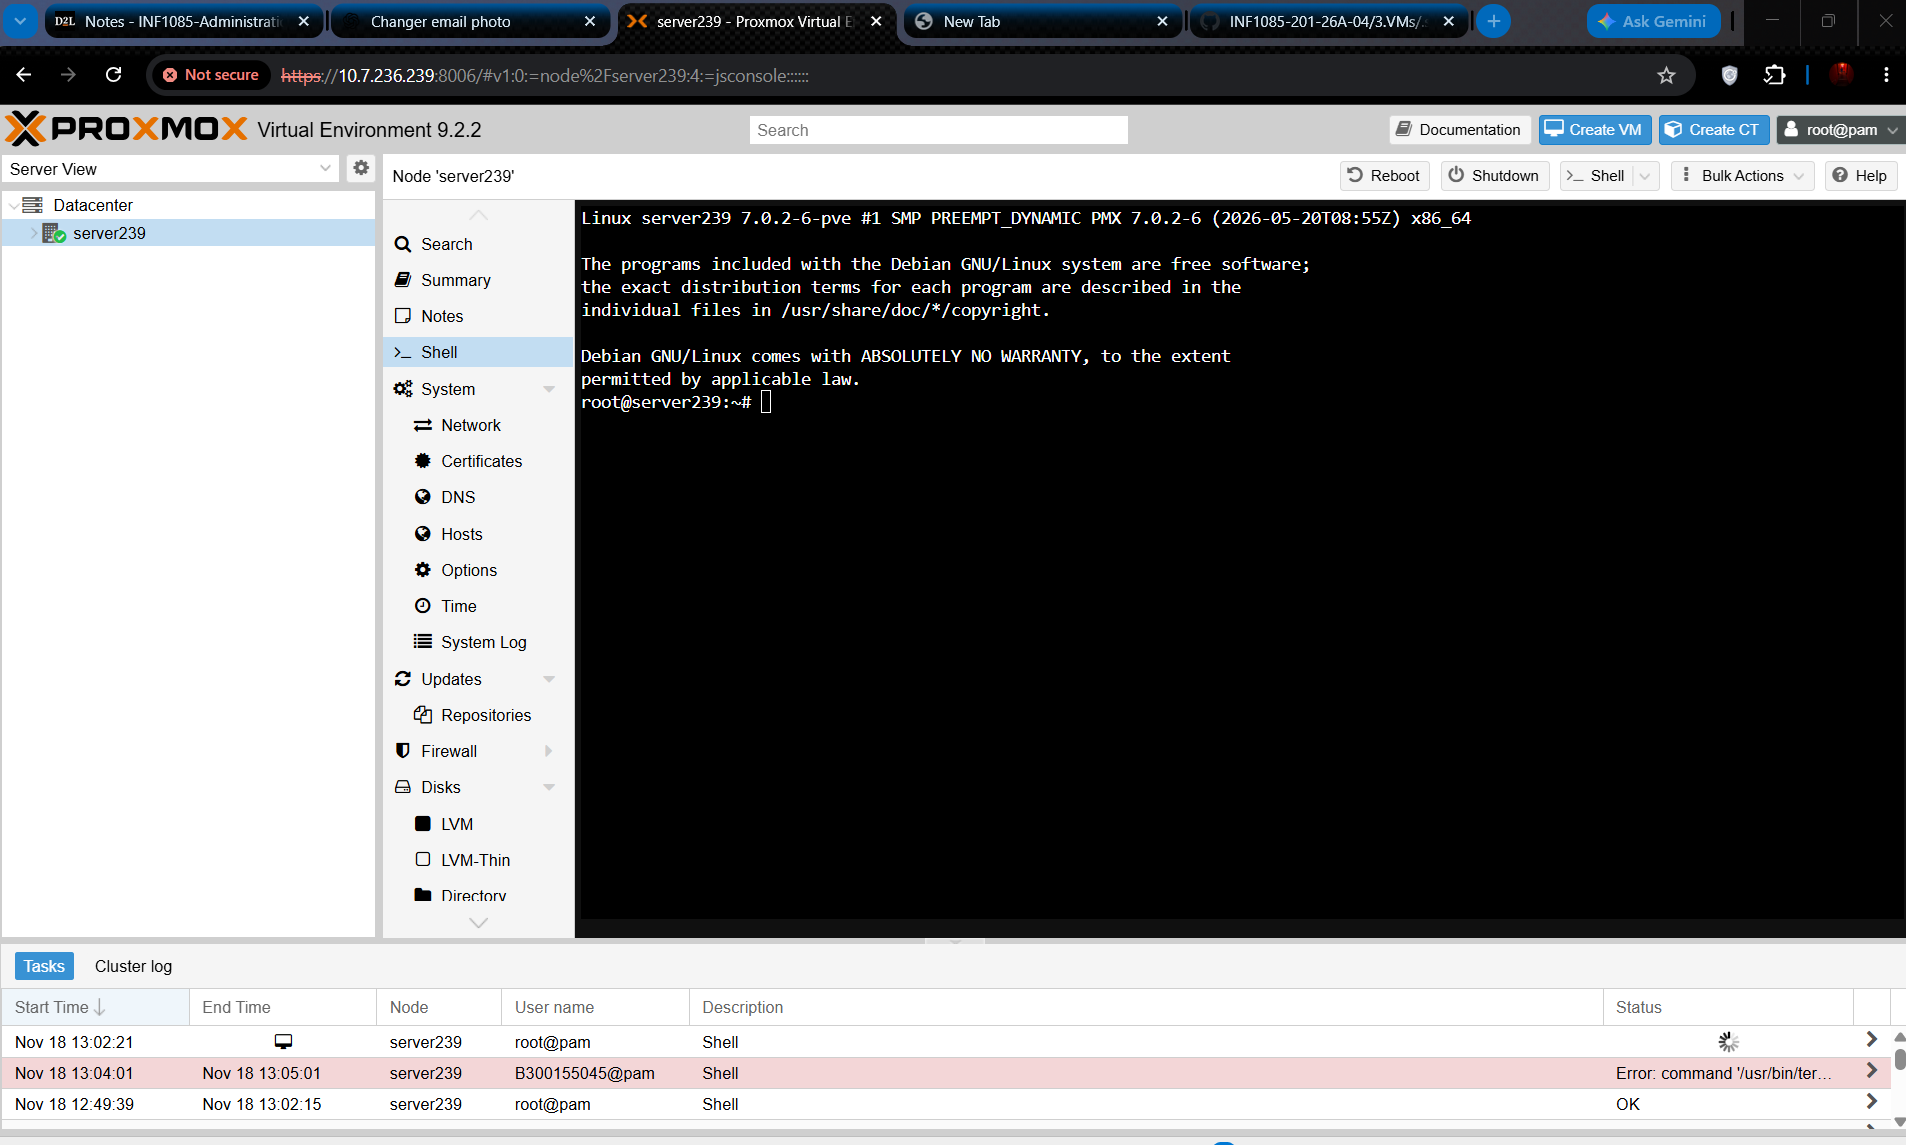 D2L Notes - INF1085-Administrati
Changer email photo
server239 - Proxmox Virtual E
New Tab
INF1085-201-26A-04/3.VMs/.
Ask Gemini
Not secure
https://10.7.236.239:8006/#v1:0:=node%2Fserver239:4:=jsconsole::::::
PROXMOX Virtual Environment 9.2.2
Search
Documentation
Create VM
Create CT
root@pam
Server View
Node 'server239'
Reboot
Shutdown
Shell
Bulk Actions
Help
Datacenter
server239
Search
Summary
Notes
Shell
System
Network
Certificates
DNS
Hosts
Options
Time
System Log
Updates
Repositories
Firewall
Disks
LVM
LVM-Thin
Directory
Linux server239 7.0.2-6-pve #1 SMP PREEMPT_DYNAMIC PMX 7.0.2-6 (2026-05-20T08:55Z) x86_64
The programs included with the Debian GNU/Linux system are free software;
the exact distribution terms for each program are described in the
individual files in /usr/share/doc/*/copyright.
Debian GNU/Linux comes with ABSOLUTELY NO WARRANTY, to the extent
permitted by applicable law.
root@server239:~#
Tasks
Cluster log
Start Time End Time Node User name Description Status
Nov 18 13:02:21 server239 root@pam Shell
Nov 18 13:04:01 Nov 18 13:05:01 server239 B300155045@pam Shell Error: command '/usr/bin/ter...
Nov 18 12:49:39 Nov 18 13:02:15 server239 root@pam Shell OK